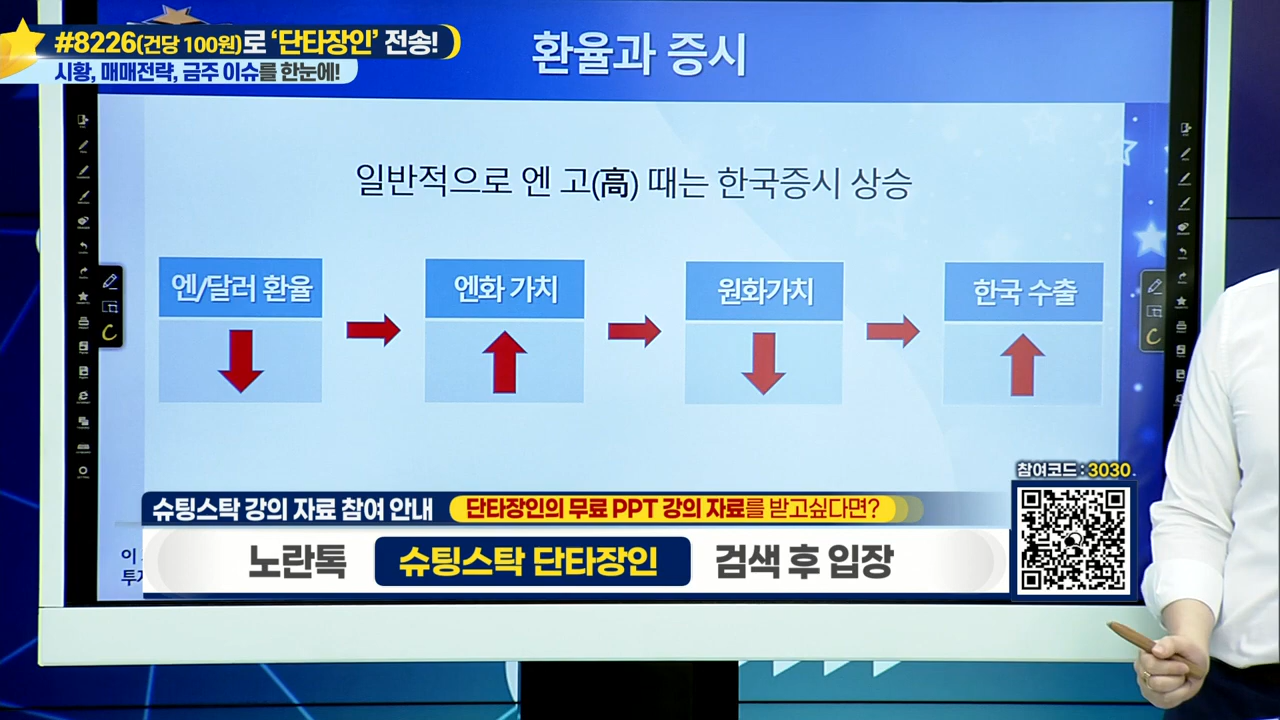 #8226(건당 100원)로 '단타장인' 전송!
시황, 매매전략, 금주 이슈를 한눈에!
환율과 증시
일반적으로 엔 고(高) 때는 한국증시 상승
엔/달러 환율
엔화 가치
원화가치
한국 수출
참여코드 : 3030
슈팅스탁 강의 자료 참여 안내
단타장인의 무료 PPT 강의 자료를 받고싶다면?
이
노란톡 슈팅스탁 단타장인 검색 후 입장